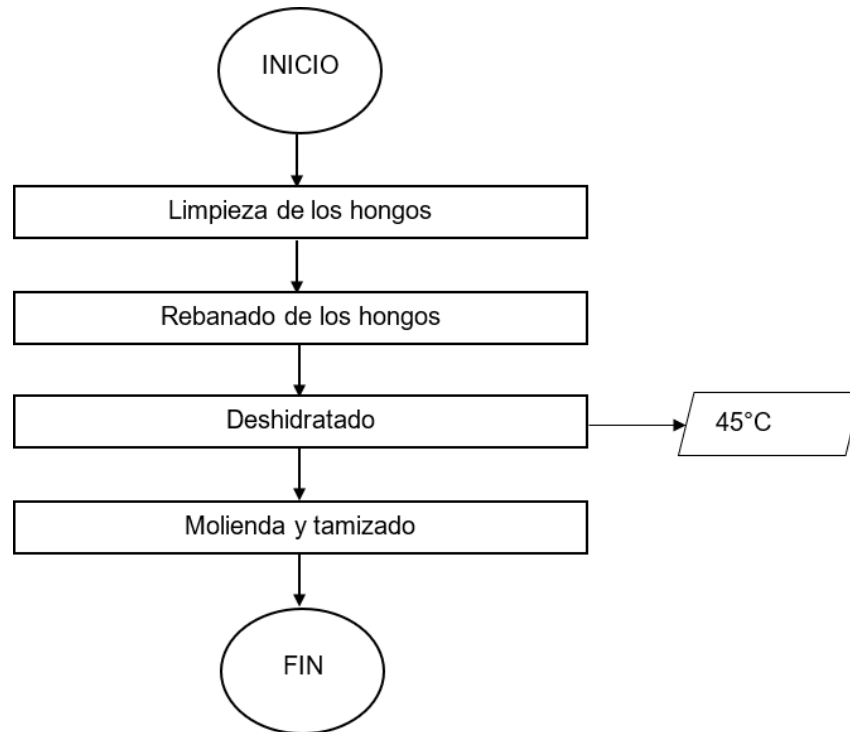 INICIO
Limpieza de los hongos
Rebanado de los hongos
Deshidratado
45°C
Molienda y tamizado
FIN